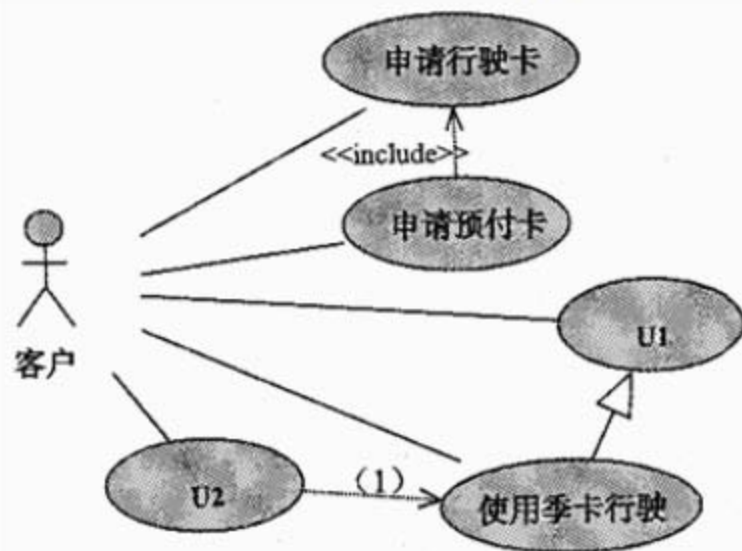 申请行驶卡
<<include>>
申请预付卡
U1
客户
U2
(1)
使用季卡行驶